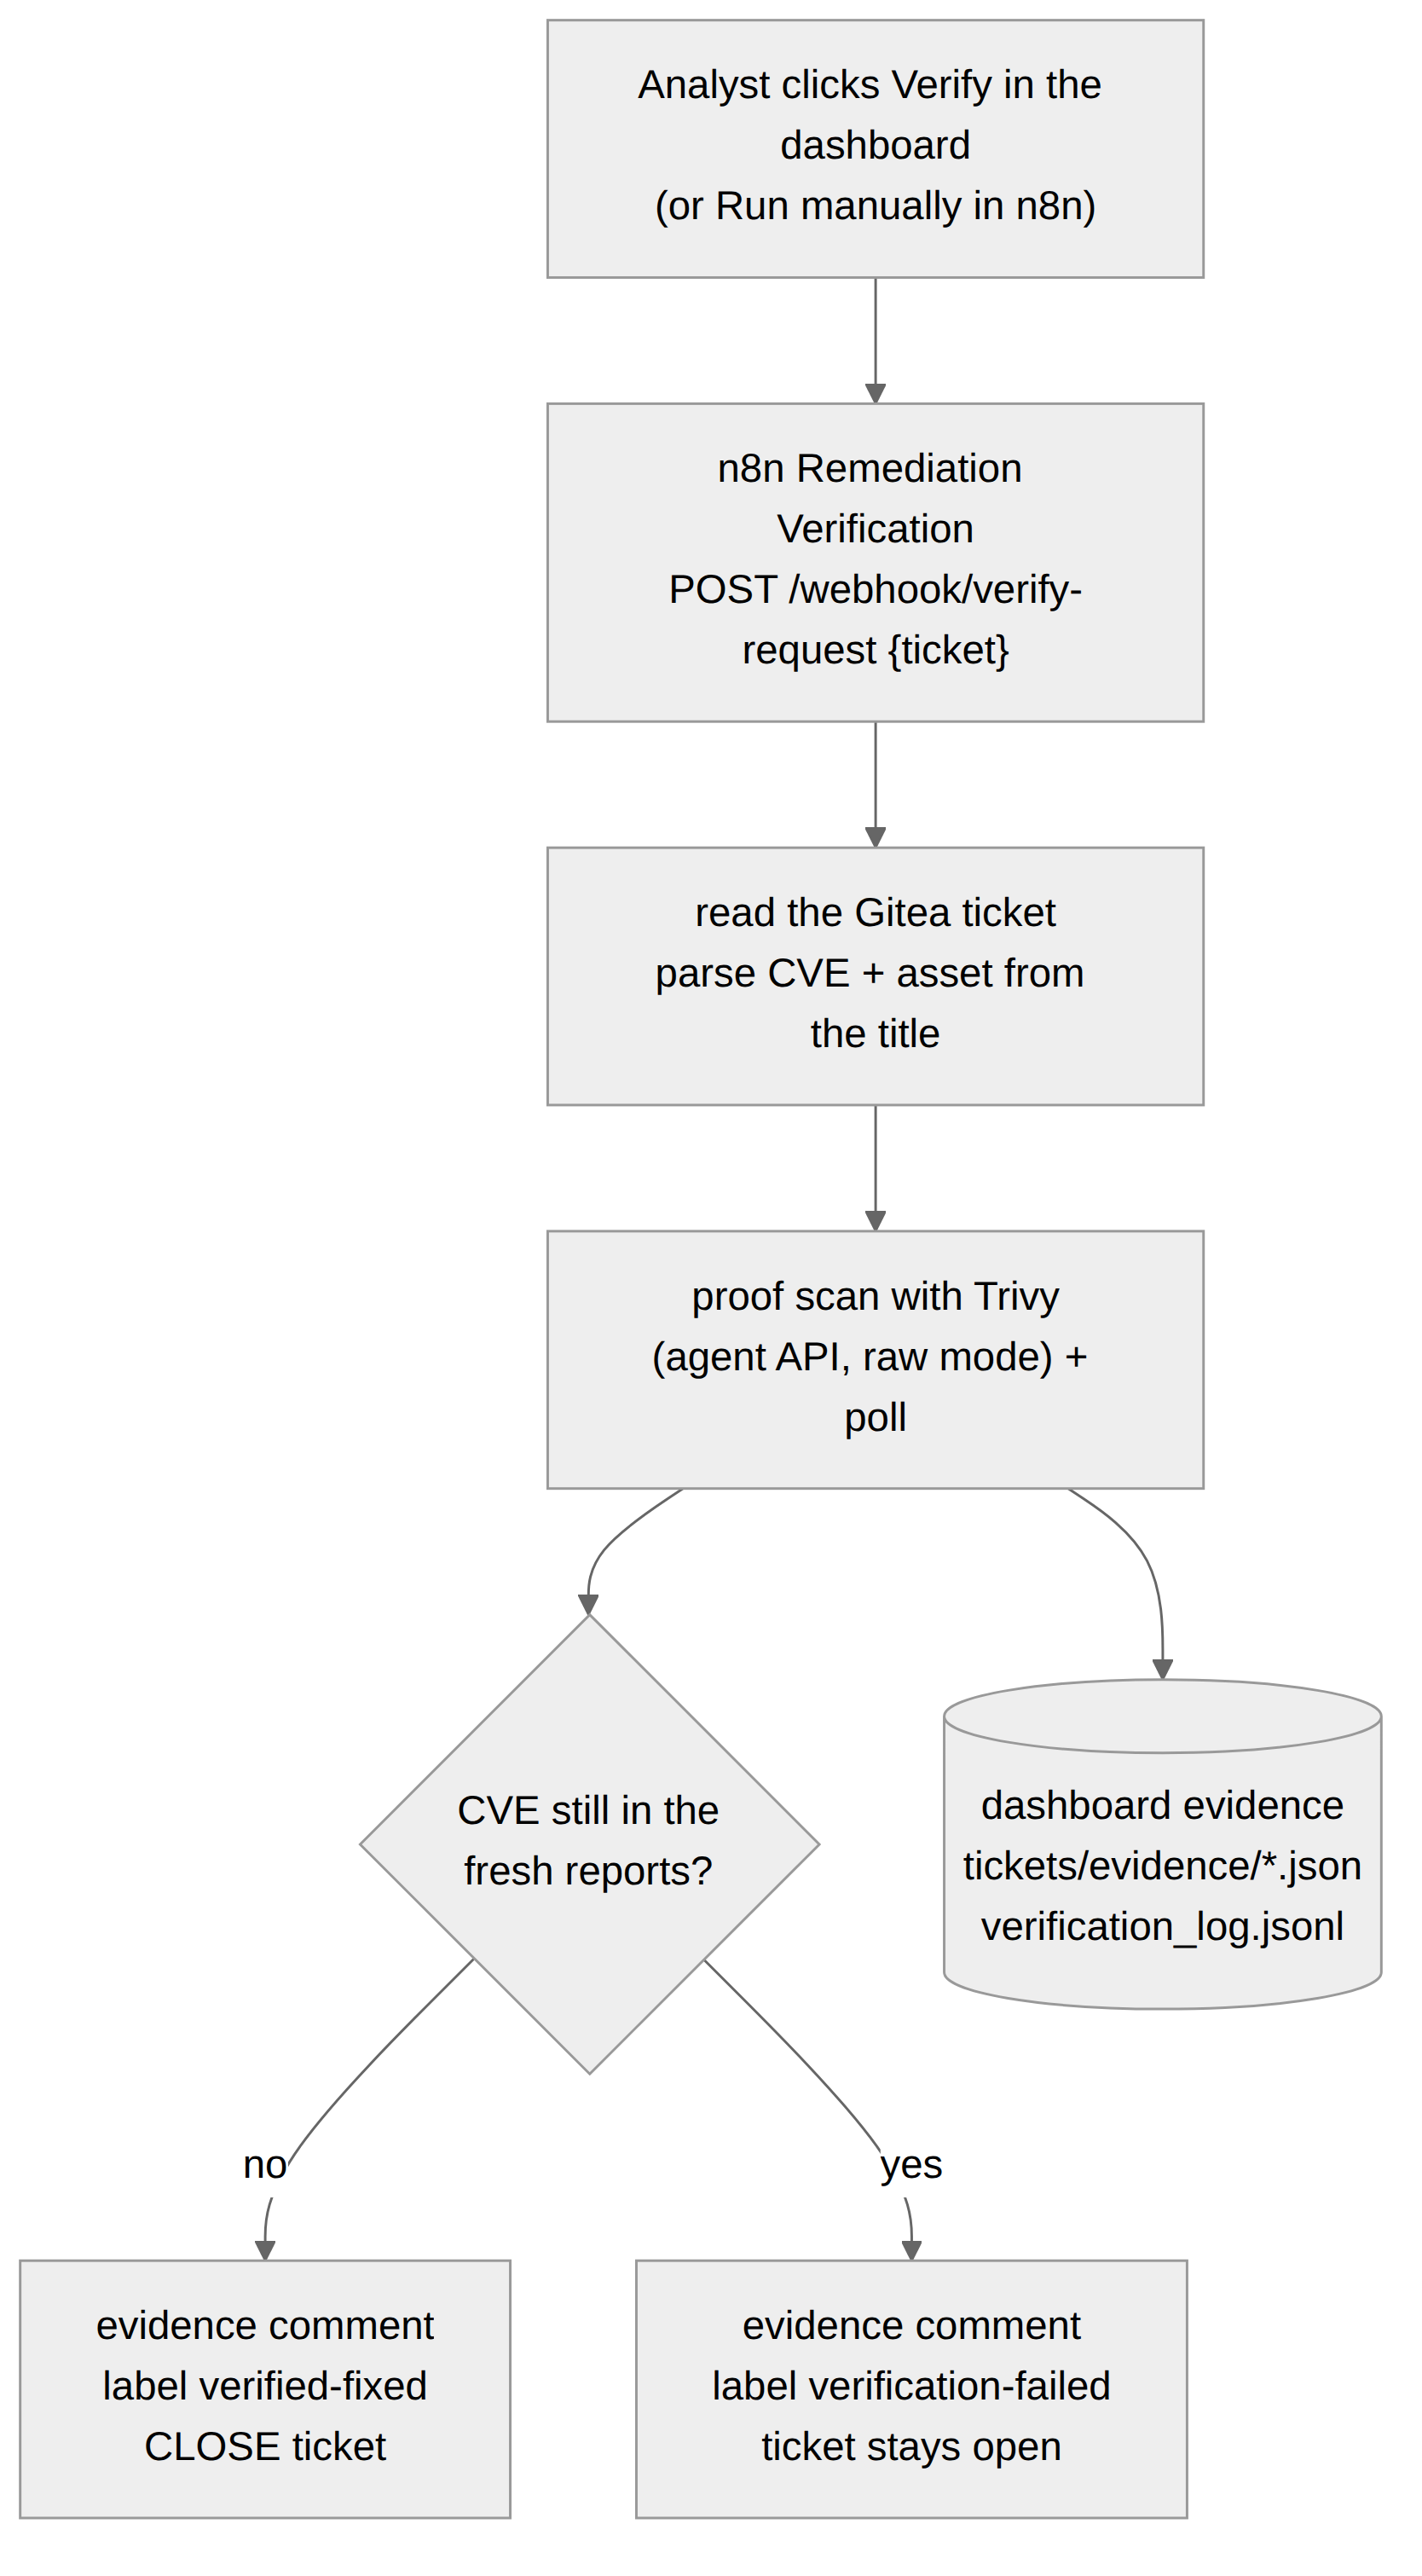 Analyst clicks Verify in the
dashboard
(or Run manually in n8n)
n8n Remediation
Verification
POST /webhook/verify-
request {ticket}
read the Gitea ticket
parse CVE + asset from
the title
proof scan with Trivy
(agent API, raw mode) +
poll
CVE still in the
fresh reports?
dashboard evidence
tickets/evidence/*.json
verification_log.jsonl
no
yes
evidence comment
label verified-fixed
CLOSE ticket
evidence comment
label verification-failed
ticket stays open